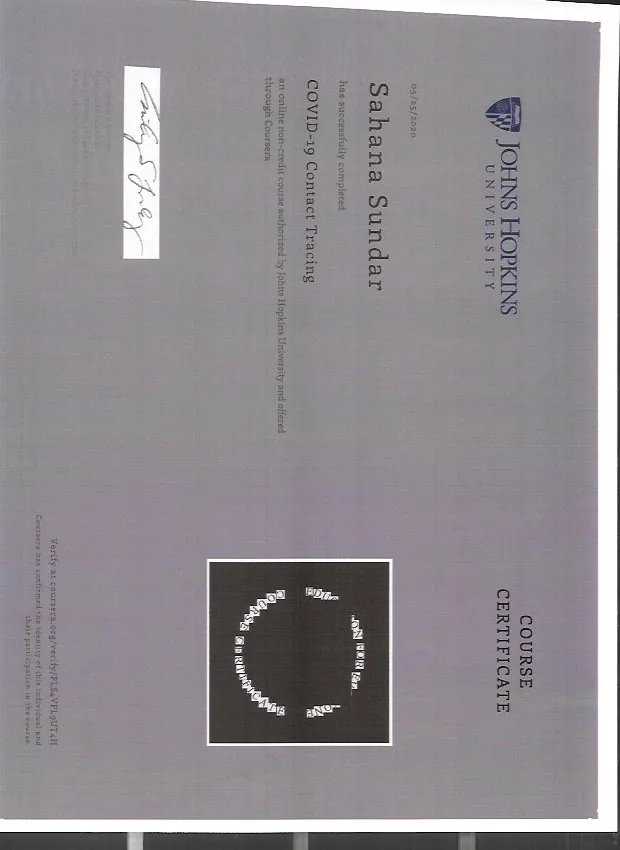 JOHNS HOPKINS
UNIVERSITY
COURSE
CERTIFICATE
05/25/2020
Sahana Sundar
has successfully completed
COVID-19 Contact Tracing
an online non-credit course authorized by Johns Hopkins University and offered
through Coursera
COURSE CERTIFICATE
Verify at coursera.org/verify/
Coursera has confirmed the identity of this individual and
their participation in the course.